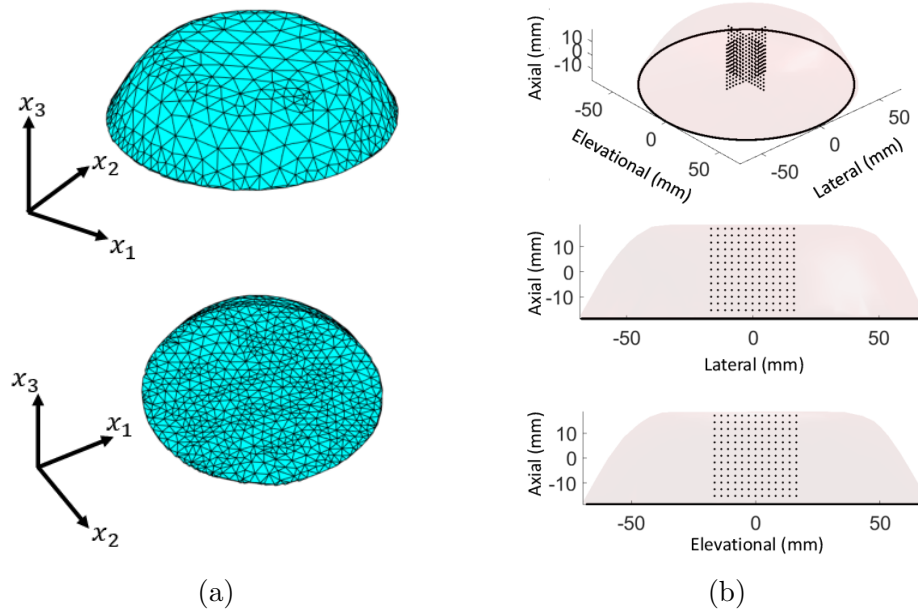 x₃
x₂
x₁
x₃
x₁
x₂
(a)
Axial (mm)
10
0
-10
-50
0
50
Elevational (mm)
50
0
-50
Lateral (mm)
Axial (mm)
10
0
-10
-50
0
50
Lateral (mm)
Axial (mm)
10
0
-10
-50
0
50
Elevational (mm)
(b)